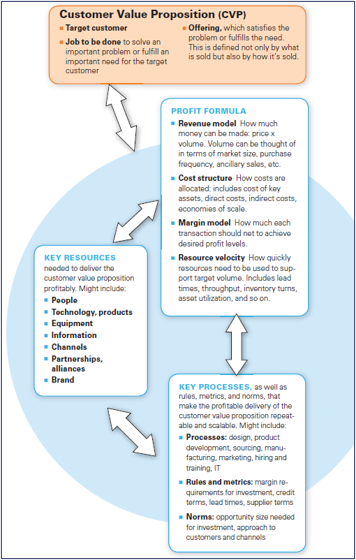 Customer Value Proposition (CVP)
▪ Target customer
▪ Job to be done to solve an
important problem or fulfill an
important need for the target
customer
▪ Offering, which satisfies the
problem or fulfills the need.
This is defined not only by what
is sold but also by how it's sold.
PROFIT FORMULA
▪ Revenue model How much
money can be made: price x
volume. Volume can be thought of
in terms of market size, purchase
frequency, ancillary sales, etc.
▪ Cost structure How costs are
allocated: includes cost of key
assets, direct costs, indirect costs,
economies of scale.
▪ Margin model How much each
transaction should net to achieve
desired profit levels.
▪ Resource velocity How quickly
resources need to be used to sup-
port target volume. Includes lead
times, throughput, inventory turns,
asset utilization, and so on.
KEY RESOURCES
needed to deliver the
customer value proposition
profitably. Might include:
▪ People
▪ Technology, products
▪ Equipment
▪ Information
▪ Channels
▪ Partnerships,
alliances
▪ Brand
KEY PROCESSES, as well as
rules, metrics, and norms, that
make the profitable delivery of the
customer value proposition repeat-
able and scalable. Might include:
▪ Processes: design, product
development, sourcing, manu-
facturing, marketing, hiring and
training, IT
▪ Rules and metrics: margin re-
quirements for investment, credit
terms, lead times, supplier terms
▪ Norms: opportunity size needed
for investment, approach to
customers and channels